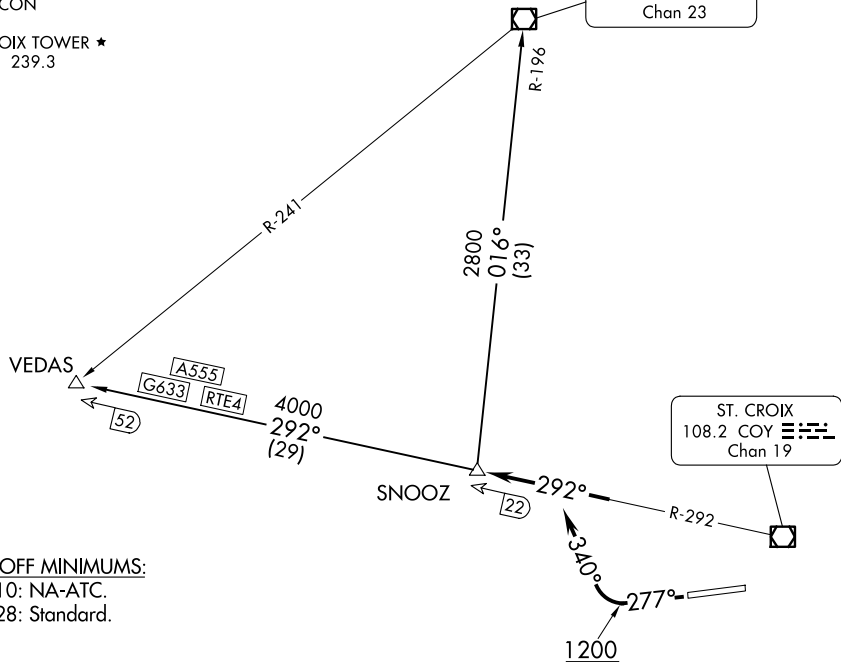 CON
OIX TOWER ★
239.3
Chan 23
R-196
R-241
2800
016°
(33)
VEDAS
A555
G633 RTE4
52
4000
292°
(29)
SNOOZ
22
292°
R-292
ST. CROIX
108.2 COY
Chan 19
340°
277°
1200
OFF MINIMUMS:
10: NA-ATC.
28: Standard.